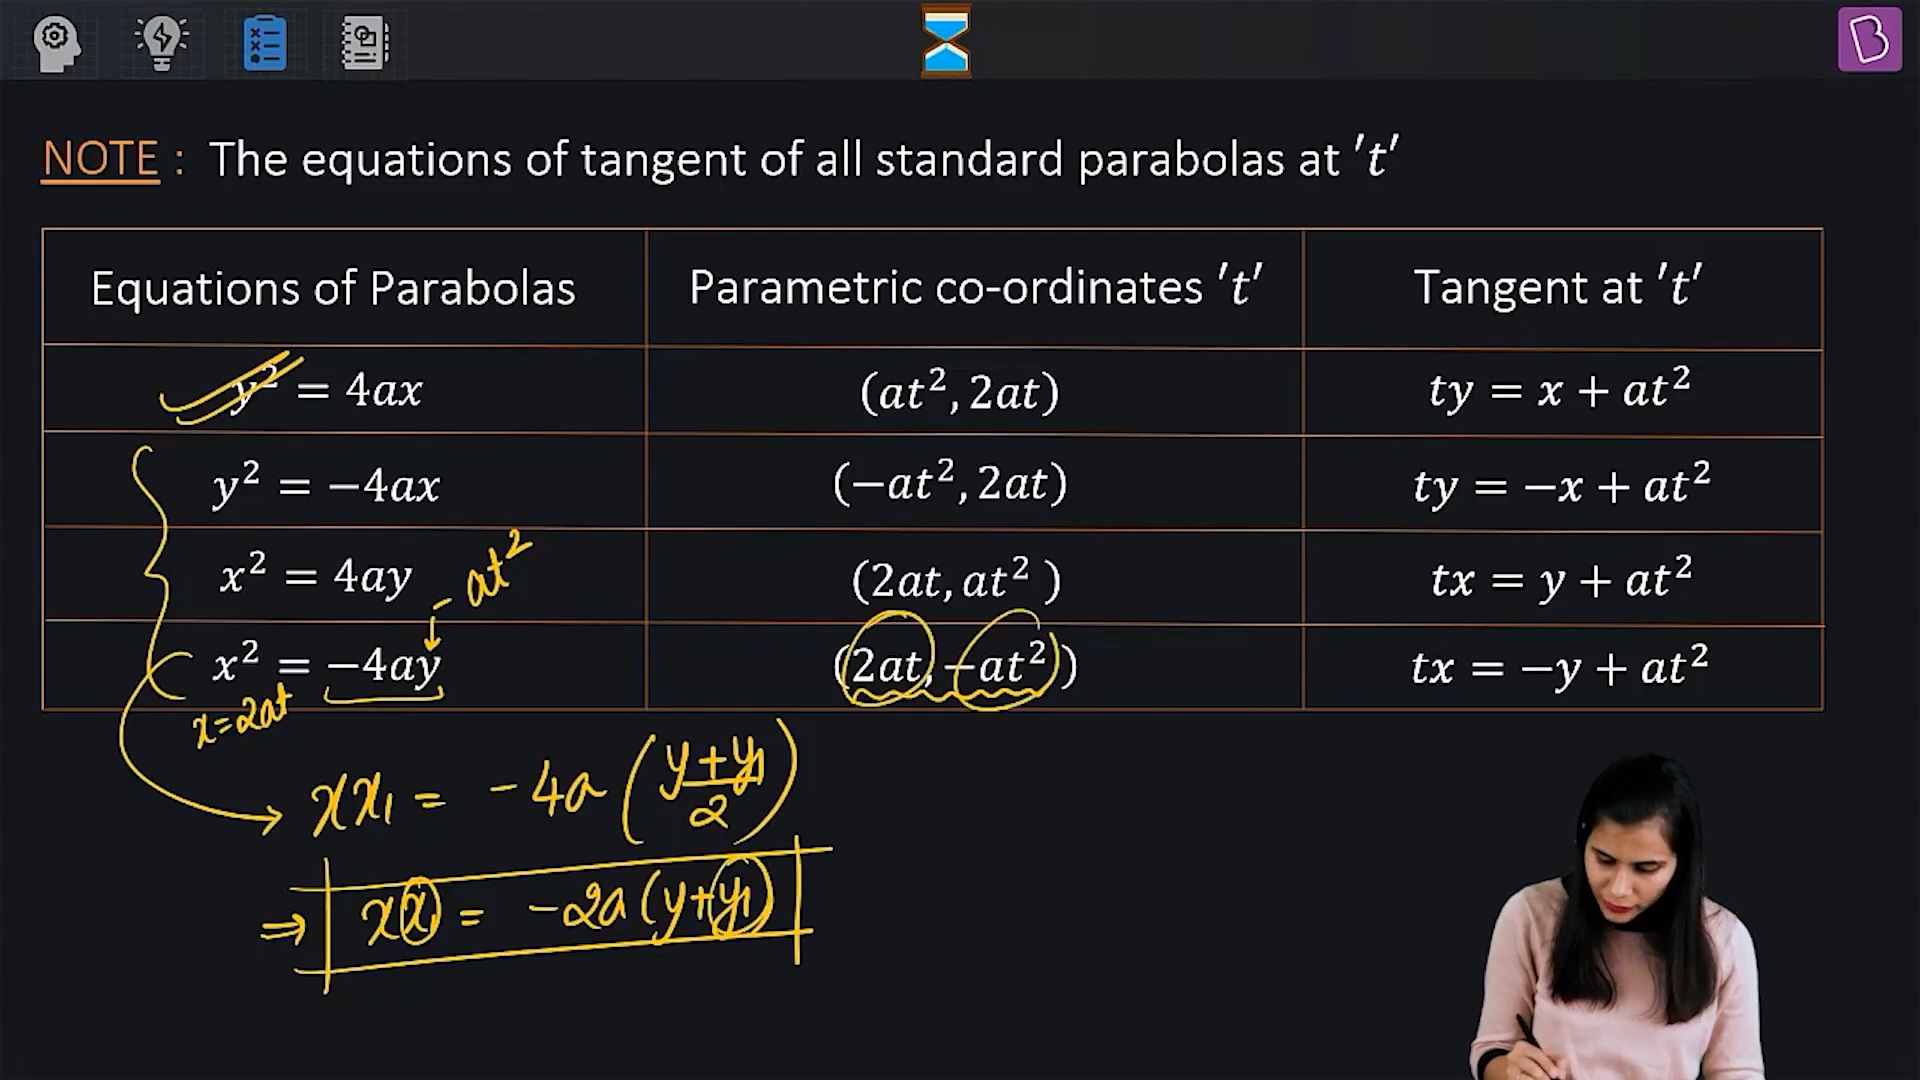 NOTE : The equations of tangent of all standard parabolas at 't'
Equations of Parabolas Parametric co-ordinates 't' Tangent at 't'
y² = 4ax (at², 2at) ty = x + at²
y² = −4ax (−at², 2at) ty = −x + at²
x² = 4ay (2at, at² ) tx = y + at²
- at²
x² = −4ay (2at, −at² ) tx = −y + at²
x=2at
xx₁ = -4a ( y+y₁ / 2 )
⇒ xx₁ = -2a (y+y₁)
B